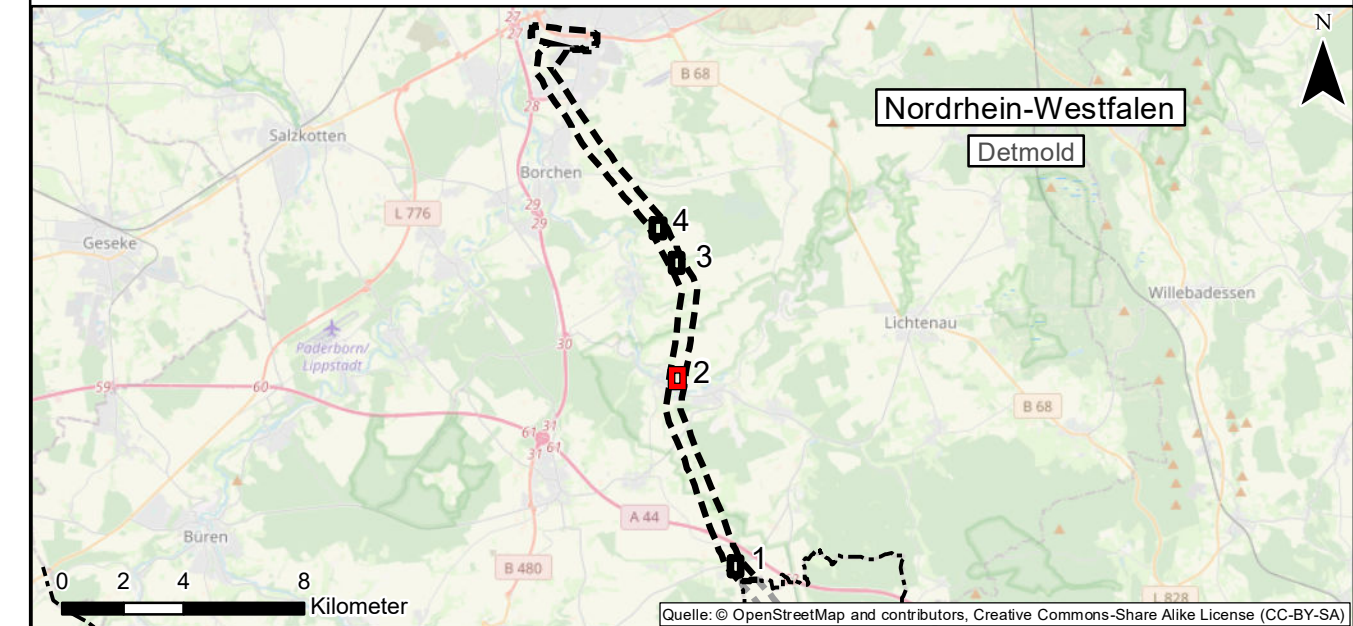 27
27
N
B 68
Nordrhein-Westfalen
28
Salzkotten
Detmold
Borchen
29
29
L 776
4
Geseke
3
Willebadessen
Lichtenau
30
Paderborn/
Lippstadt
2
59
60
B 68
61 31
31 61
A 44
Büren
1
B 480
0 2 4 8
Kilometer
L 828
Quelle: © OpenStreetMap and contributors, Creative Commons-Share Alike License (CC-BY-SA)